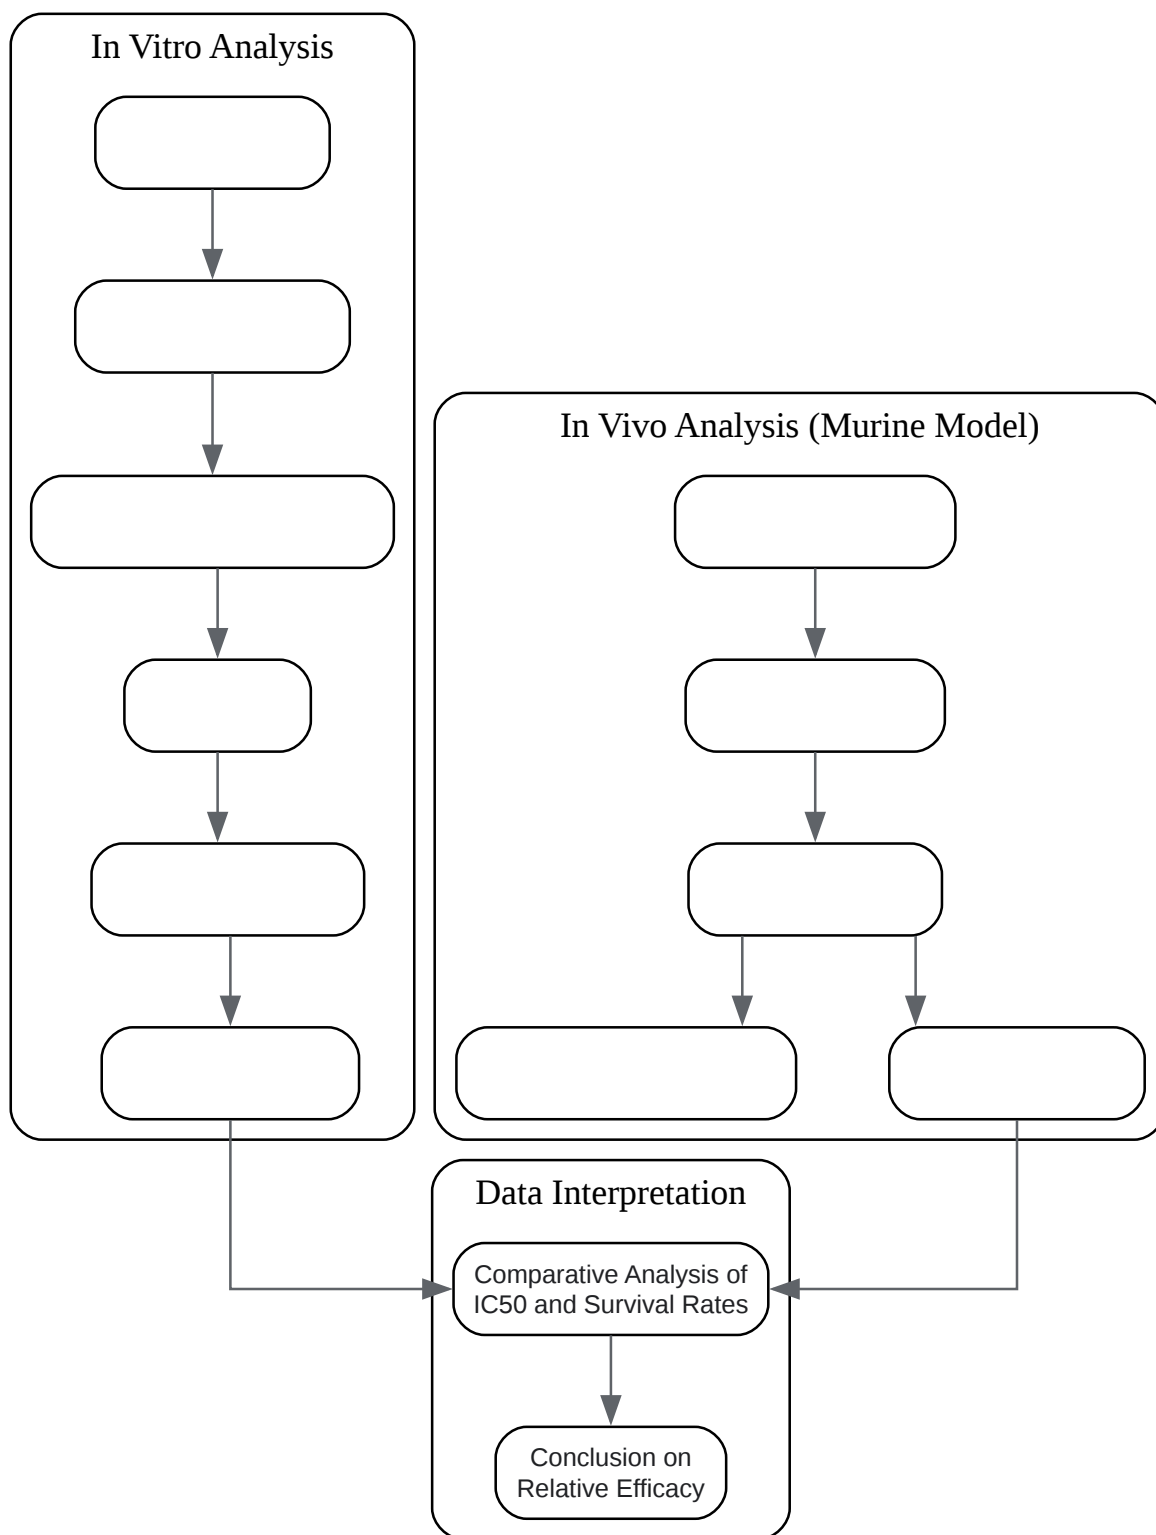 In Vitro Analysis
In Vivo Analysis (Murine Model)
Data Interpretation
Comparative Analysis of
IC50 and Survival Rates
Conclusion on
Relative Efficacy